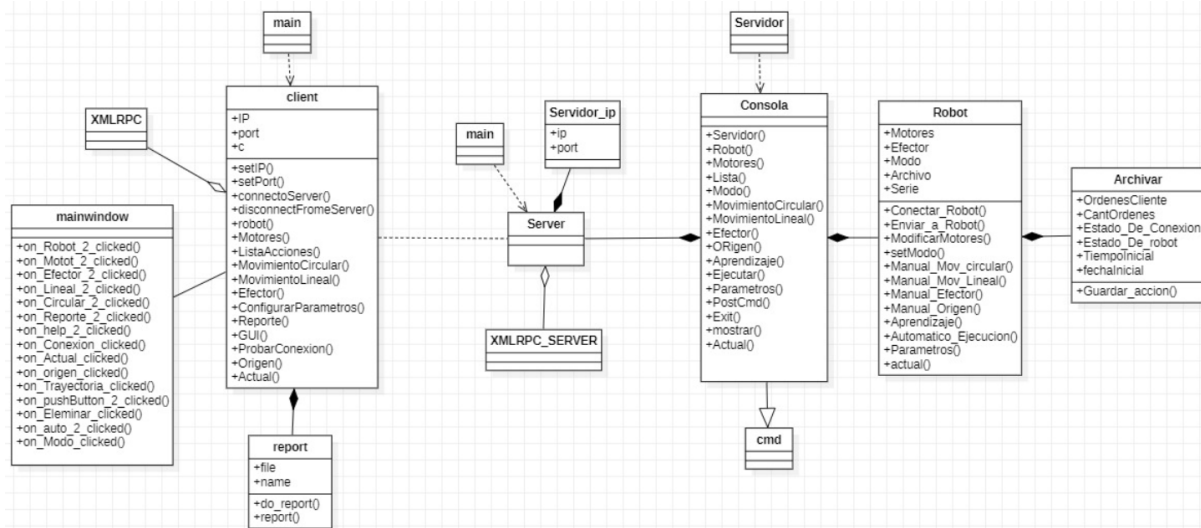 main
client
+IP
+port
+c
+setIP()
+setPort()
+connectoServer()
+disconnectFromeServer()
+robot()
+Motores()
+ListaAcciones()
+MovimientoCircular()
+MovimientoLineal()
+Efector()
+ConfigurarParametros()
+Reporte()
+GUI()
+ProbarConexion()
+Origen()
+Actual()
XMLRPC
mainwindow
+on_Robot_2_clicked()
+on_Motot_2_clicked()
+on_Efector_2_clicked()
+on_Lineal_2_clicked()
+on_Circular_2_clicked()
+on_Reporte_2_clicked()
+on_help_2_clicked()
+on_Conexion_clicked()
+on_Actual_clicked()
+on_origen_clicked()
+on_Trayectoria_clicked()
+on_pushButton_2_clicked()
+on_Eleminar_clicked()
+on_auto_2_clicked()
+on_Modo_clicked()
report
+file
+name
+do_report()
+report()
main
Servidor_ip
+ip
+port
Server
XMLRPC_SERVER
Servidor
Consola
+Servidor()
+Robot()
+Motores()
+Lista()
+Modo()
+MovimientoCircular()
+MovimientoLineal()
+Efector()
+ORigen()
+Aprendizaje()
+Ejecutar()
+Parametros()
+PostCmd()
+Exit()
+mostrar()
+Actual()
cmd
Robot
+Motores
+Efector
+Modo
+Archivo
+Serie
+Conectar_Robot()
+Enviar_a_Robot()
+ModificarMotores()
+setModo()
+Manual_Mov_circular()
+Manual_Mov_Lineal()
+Manual_Efector()
+Manual_Origen()
+Aprendizaje()
+Automatico_Ejecucion()
+Parametros()
+actual()
Archivar
+OrdenesCliente
+CantOrdenes
+Estado_De_Conexion
+Estado_De_robot
+TiempoInicial
+fechaInicial
+Guardar_accion()